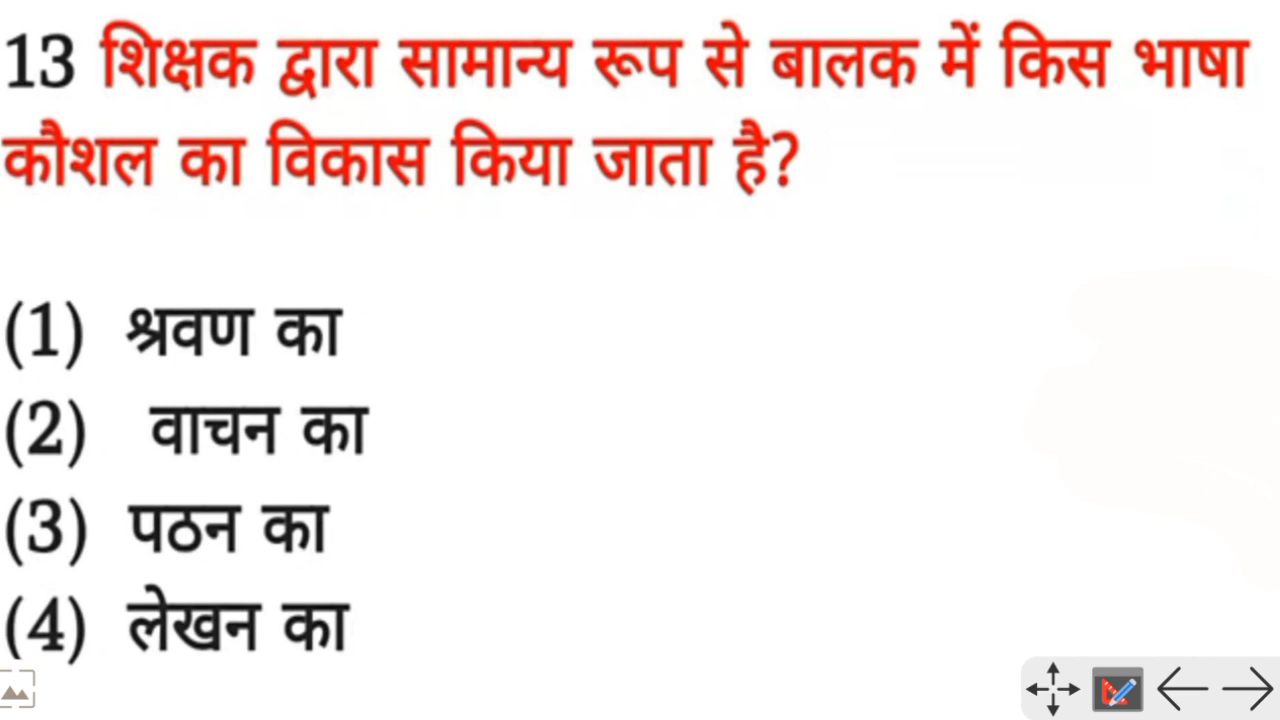 13 शिक्षक द्वारा सामान्य रूप से बालक में किस भाषा
कौशल का विकास किया जाता है?
(1) श्रवण का
(2) वाचन का
(3) पठन का
(4) लेखन का